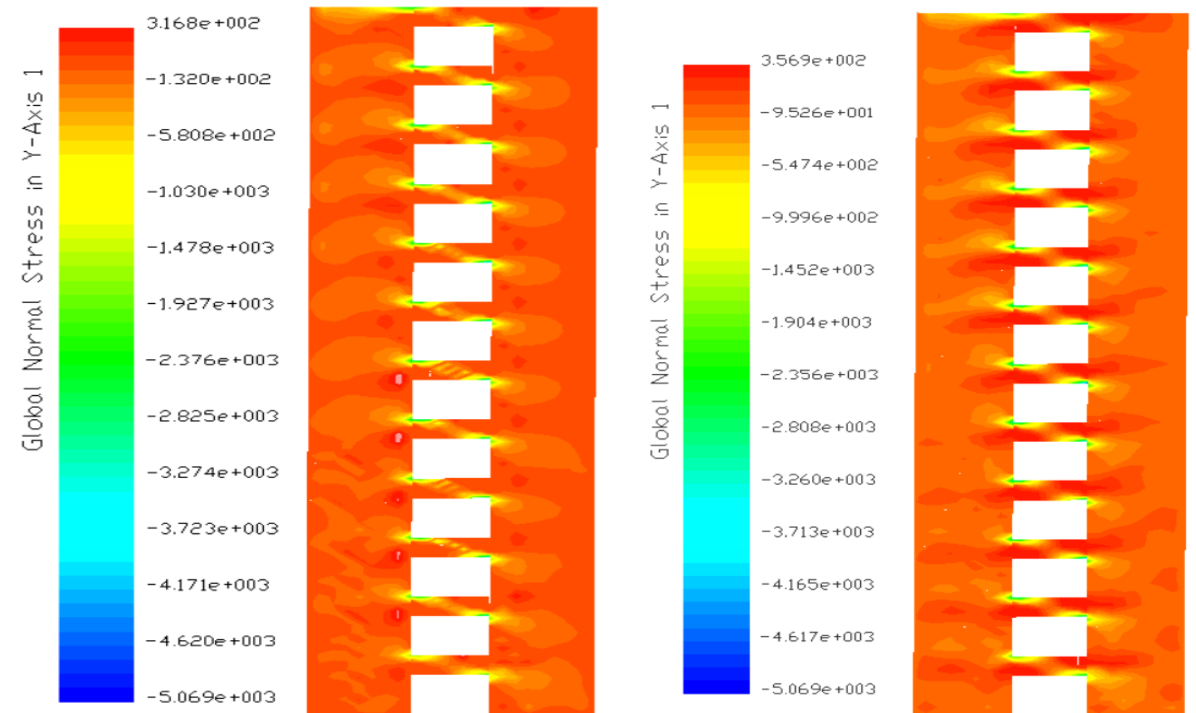 Global Normal Stress in Y-Axis 1
3.168e+002
-1.320e+002
-5.808e+002
-1.030e+003
-1.478e+003
-1.927e+003
-2.376e+003
-2.825e+003
-3.274e+003
-3.723e+003
-4.171e+003
-4.620e+003
-5.069e+003
Global Normal Stress in Y-Axis 1
3.569e+002
-9.526e+001
-5.474e+002
-9.996e+002
-1.452e+003
-1.904e+003
-2.356e+003
-2.808e+003
-3.260e+003
-3.713e+003
-4.165e+003
-4.617e+003
-5.069e+003